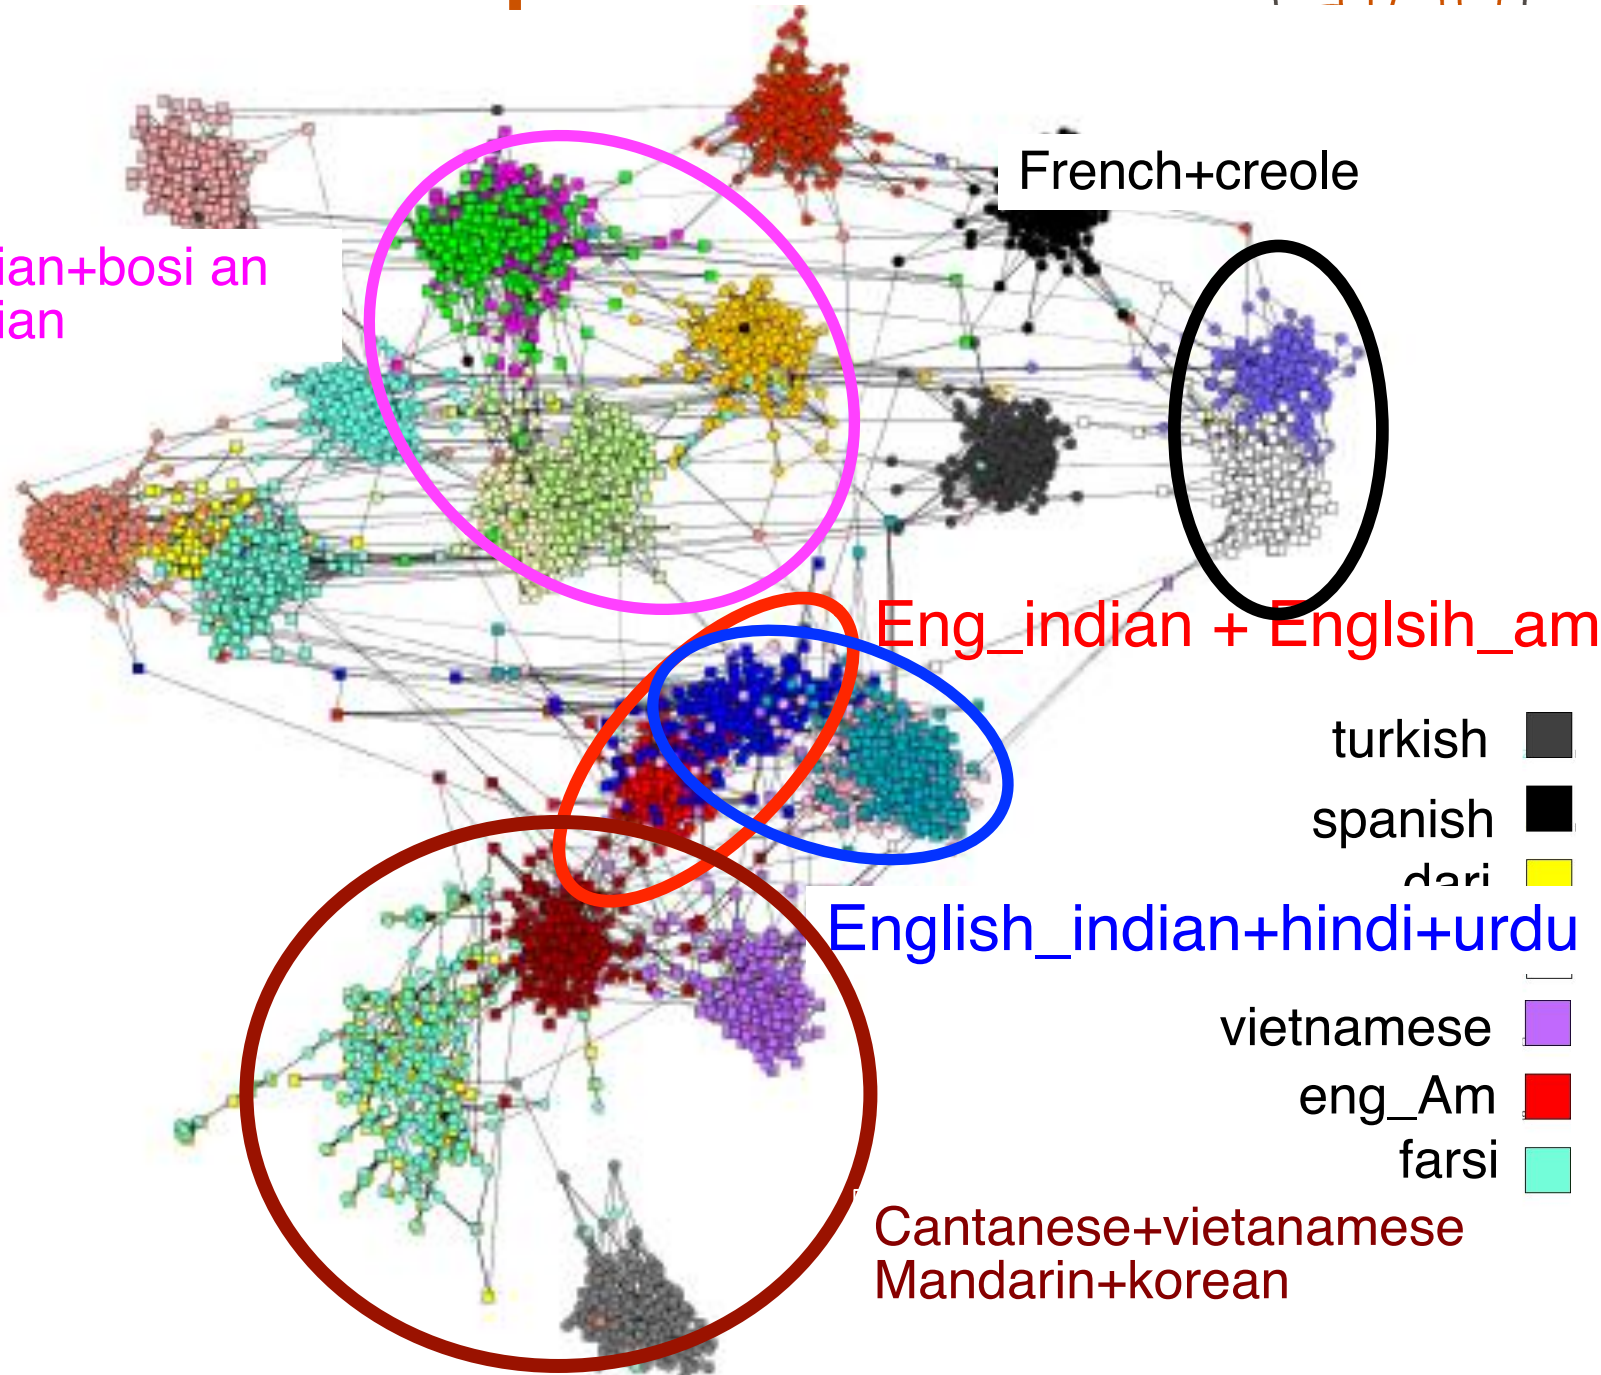 French+creole
ian+bosi an
ian
Eng_indian + Englsih_am
turkish
spanish
dari
English_indian+hindi+urdu
vietnamese
eng_Am
farsi
Cantanese+vietanamese
Mandarin+korean